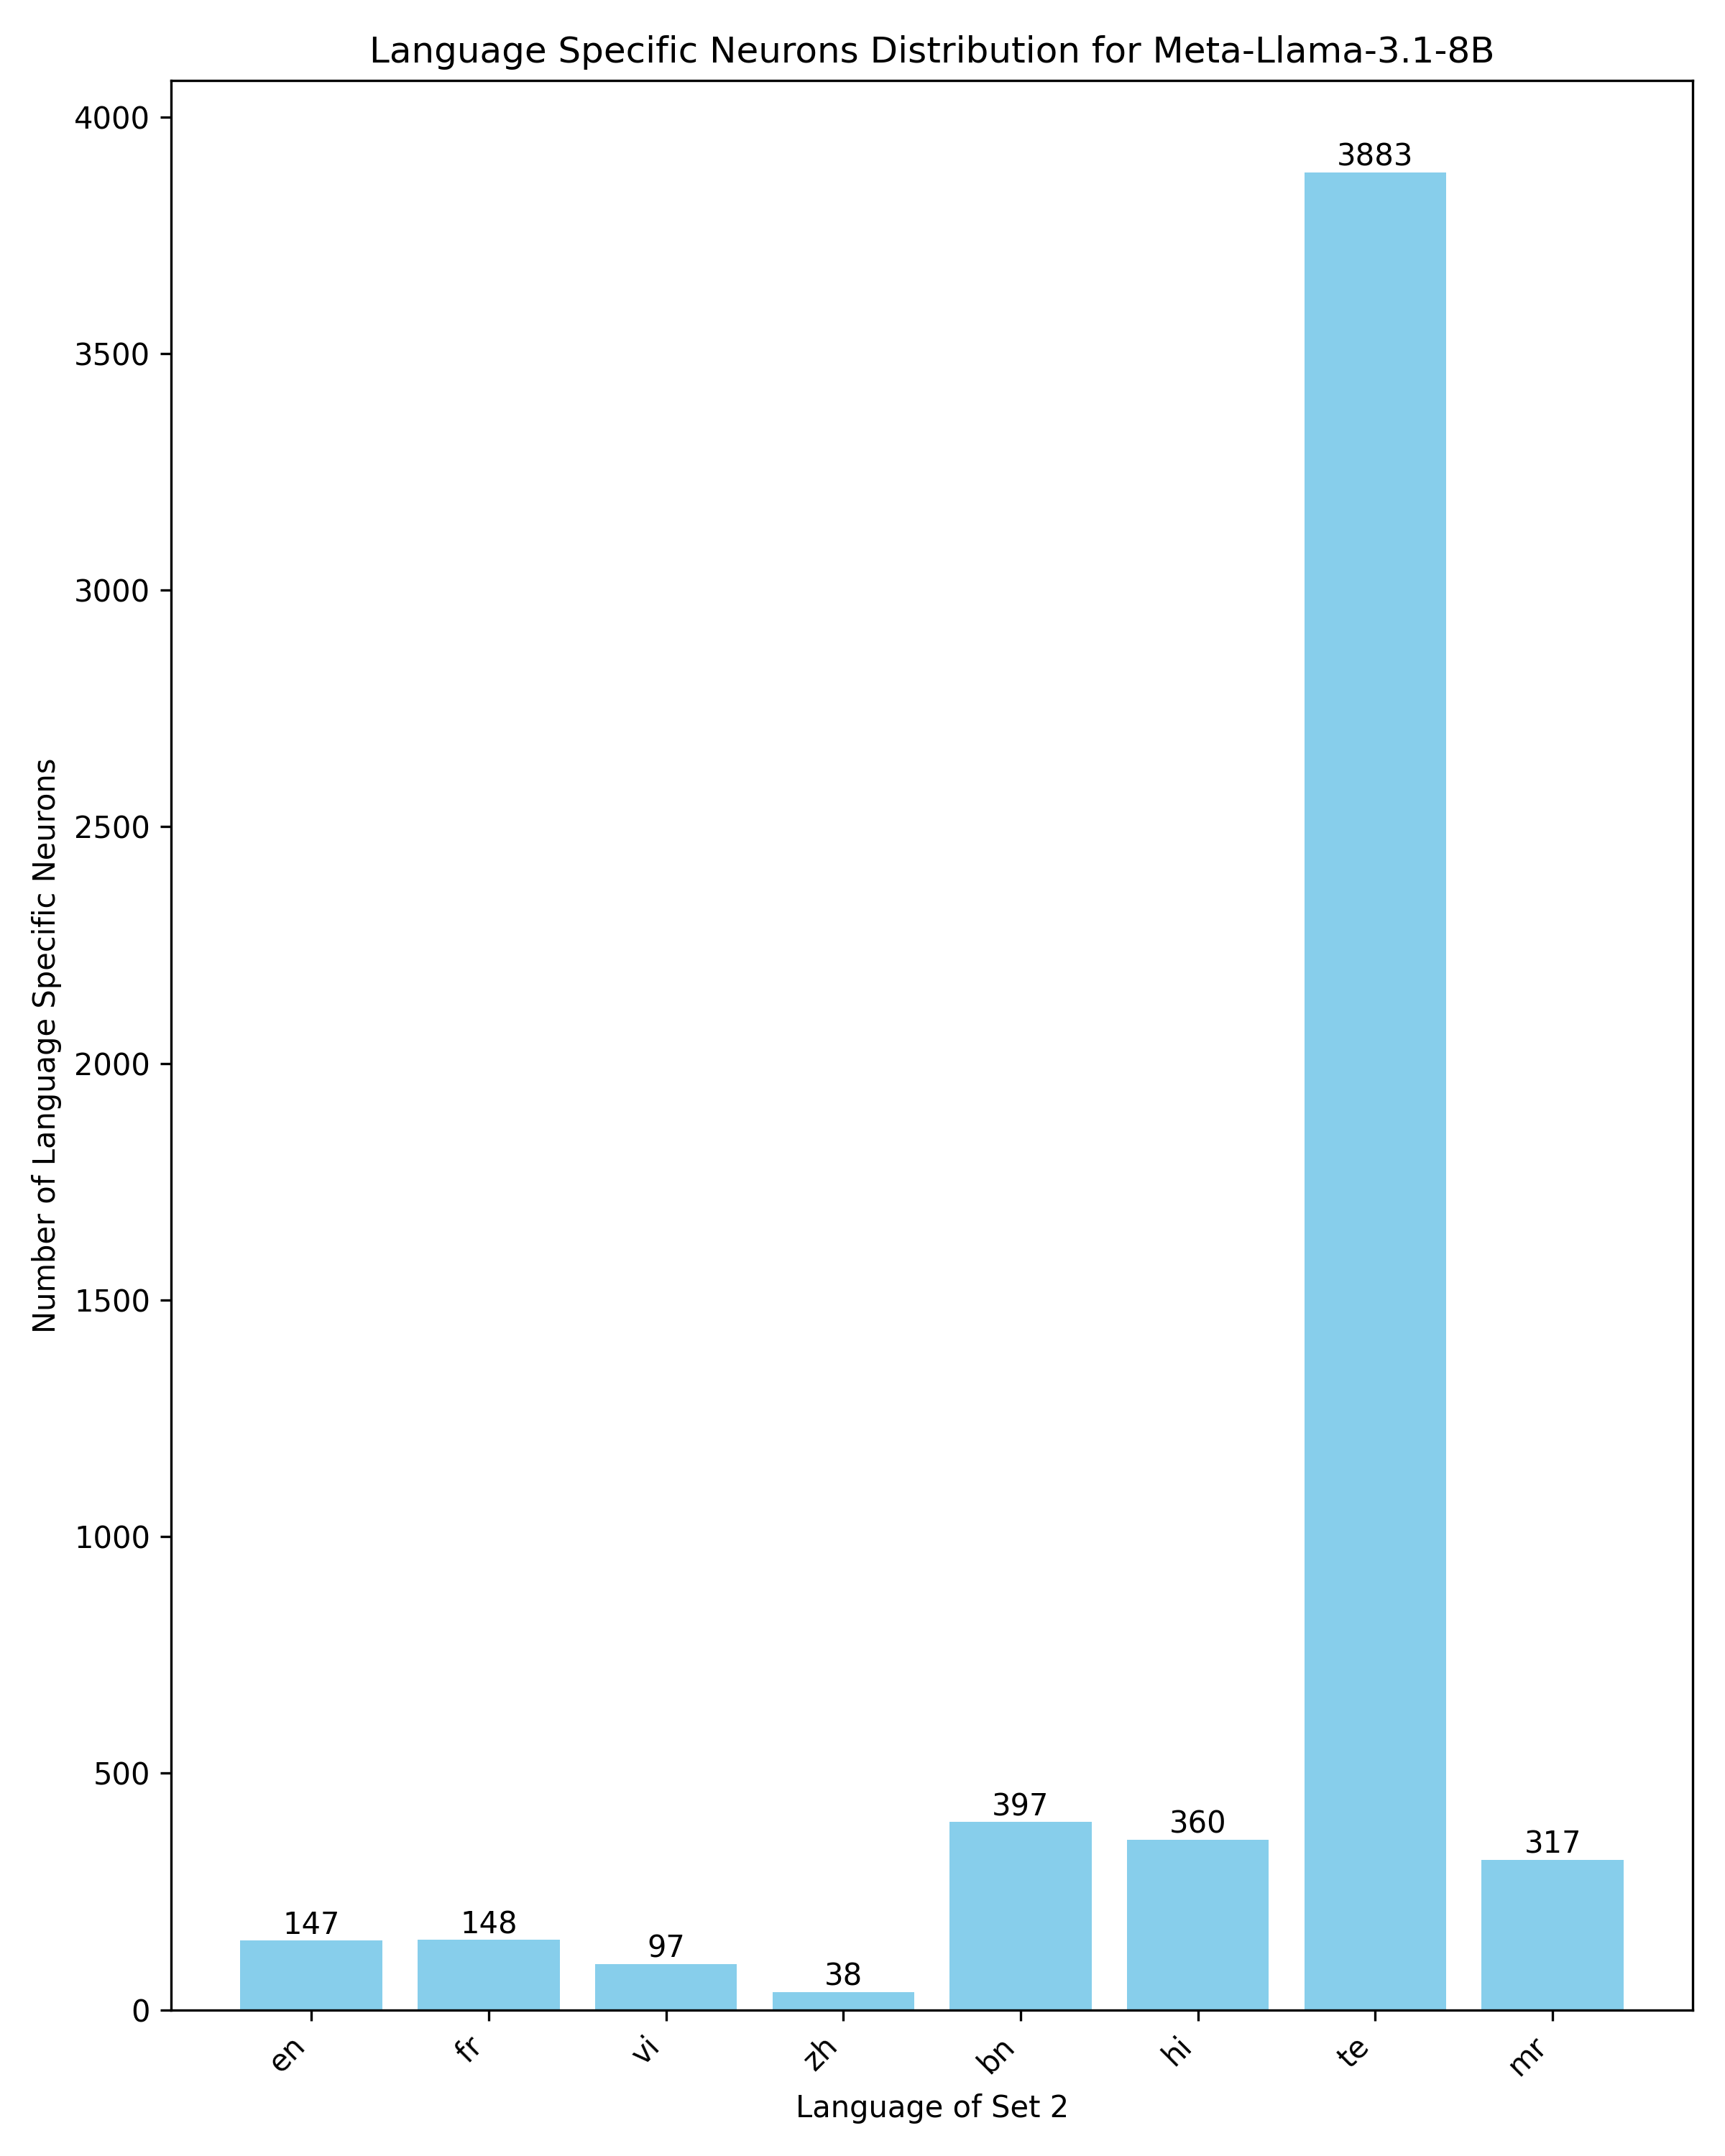 Language Specific Neurons Distribution for Meta-Llama-3.1-8B
Number of Language Specific Neurons
4000
3500
3000
2500
2000
1500
1000
500
0
147
148
97
38
397
360
3883
317
en
fr
vi
zh
bn
hi
te
mr
Language of Set 2